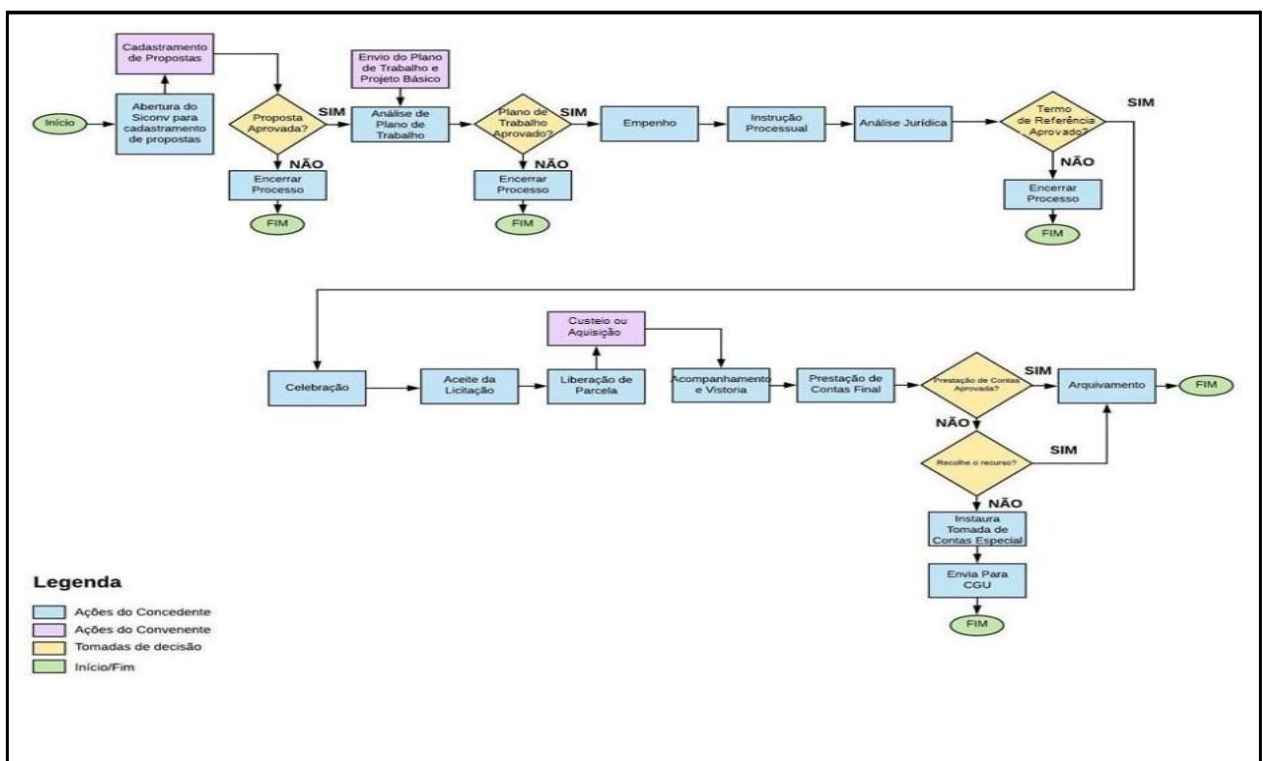 Cadastramento
de Propostas
Envio do Plano
de Trabalho e
Projeto Básico
Início
Abertura do
Siconv para
cadastramento
de propostas
Proposta
Aprovada?
SIM
Análise de
Plano de
Trabalho
Plano de
Trabalho
Aprovado?
SIM
Empenho
Instrução
Processual
Análise Jurídica
Termo
de Referência
Aprovado?
SIM
NÃO
Encerrar
Processo
FIM
NÃO
Encerrar
Processo
FIM
NÃO
Encerrar
Processo
FIM
Custeio ou
Aquisição
Celebração
Aceite da
Licitação
Liberação de
Parcela
Acompanhamento
e Vistoria
Prestação de
Contas Final
Prestação de Contas
Aprovada?
SIM
Arquivamento
FIM
NÃO
Recolhe o recurso?
SIM
NÃO
Instaura
Tomada de
Contas Especial
Envia Para
CGU
FIM
Legenda
Ações do Concedente
Ações do Convenente
Tomadas de decisão
Início/Fim